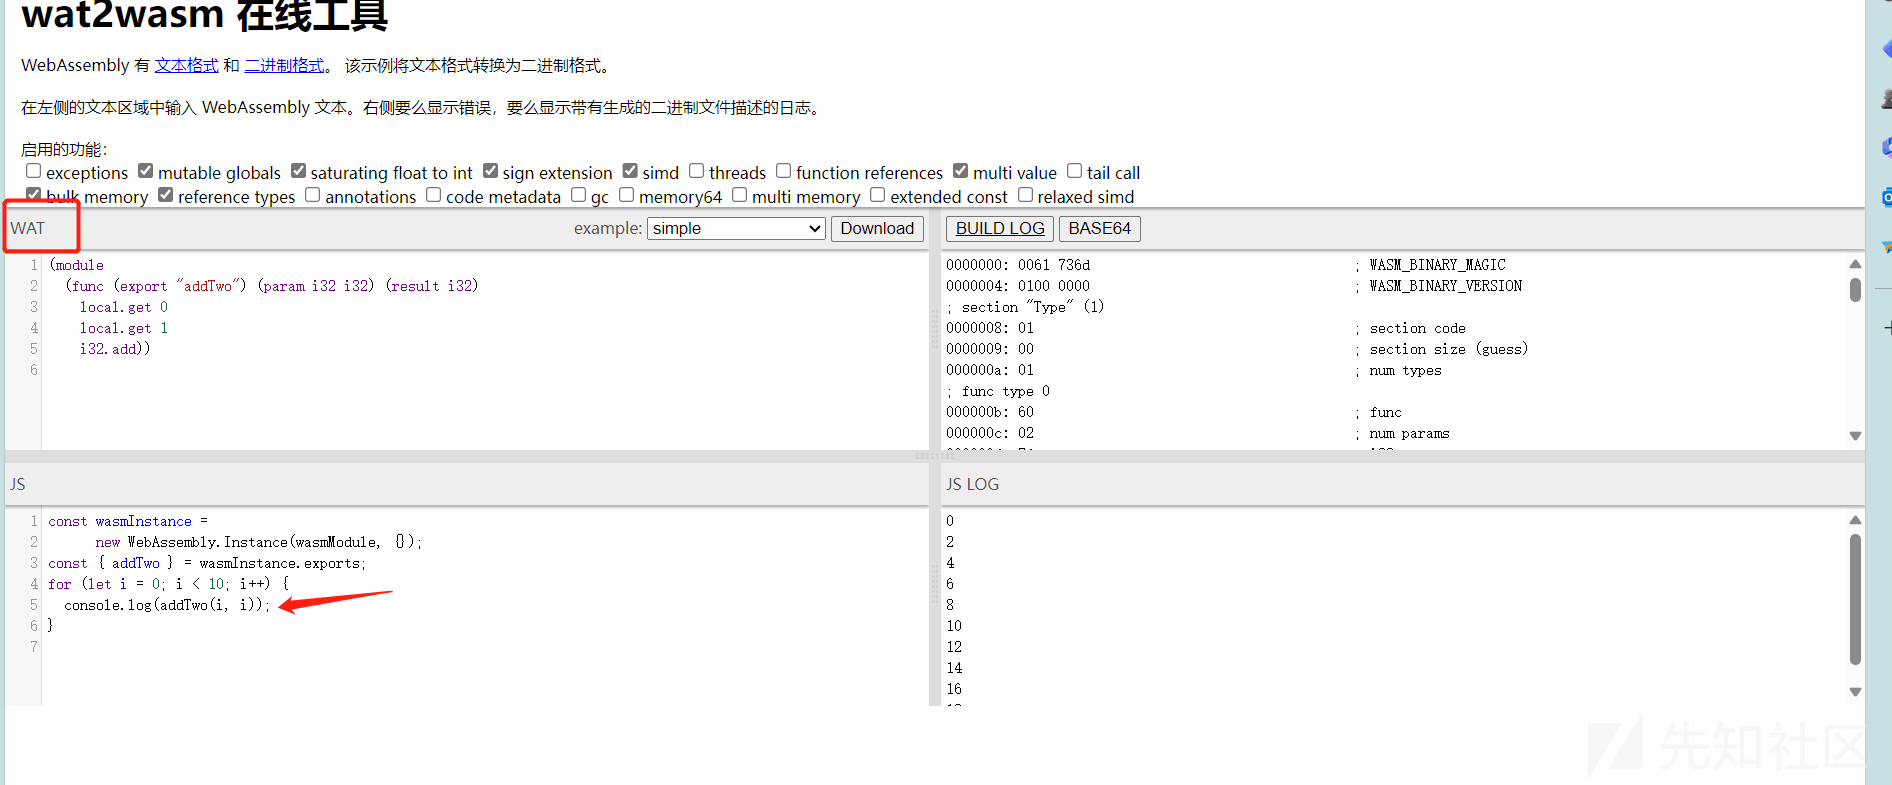 wat2wasm 在线工具
WebAssembly 有 文本格式 和 二进制格式。 该示例将文本格式转换为二进制格式。
在左侧的文本区域中输入 WebAssembly 文本。右侧要么显示错误，要么显示带有生成的二进制文件描述的日志。
启用的功能：
exceptions mutable globals saturating float to int sign extension simd threads function references multi value tail call
bulk memory reference types annotations code metadata gc memory64 multi memory extended const relaxed simd
WAT example: simple Download
1 (module
2 (func (export "addTwo") (param i32 i32) (result i32)
3 local.get 0
4 local.get 1
5 i32.add))
6
BUILD LOG BASE64
0000000: 0061 736d ; WASM_BINARY_MAGIC
0000004: 0100 0000 ; WASM_BINARY_VERSION
; section "Type" (1)
0000008: 01 ; section code
0000009: 00 ; section size (guess)
000000a: 01 ; num types
; func type 0
000000b: 60 ; func
000000c: 02 ; num params
JS
1 const wasmInstance =
2 new WebAssembly.Instance(wasmModule, {});
3 const { addTwo } = wasmInstance.exports;
4 for (let i = 0; i < 10; i++) {
5 console.log(addTwo(i, i));
6 }
7
JS LOG
0
2
4
6
8
10
12
14
16
先知社区